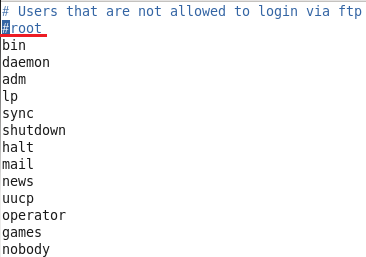 # Users that are not allowed to login via ftp
#root
bin
daemon
adm
lp
sync
shutdown
halt
mail
news
uucp
operator
games
nobody